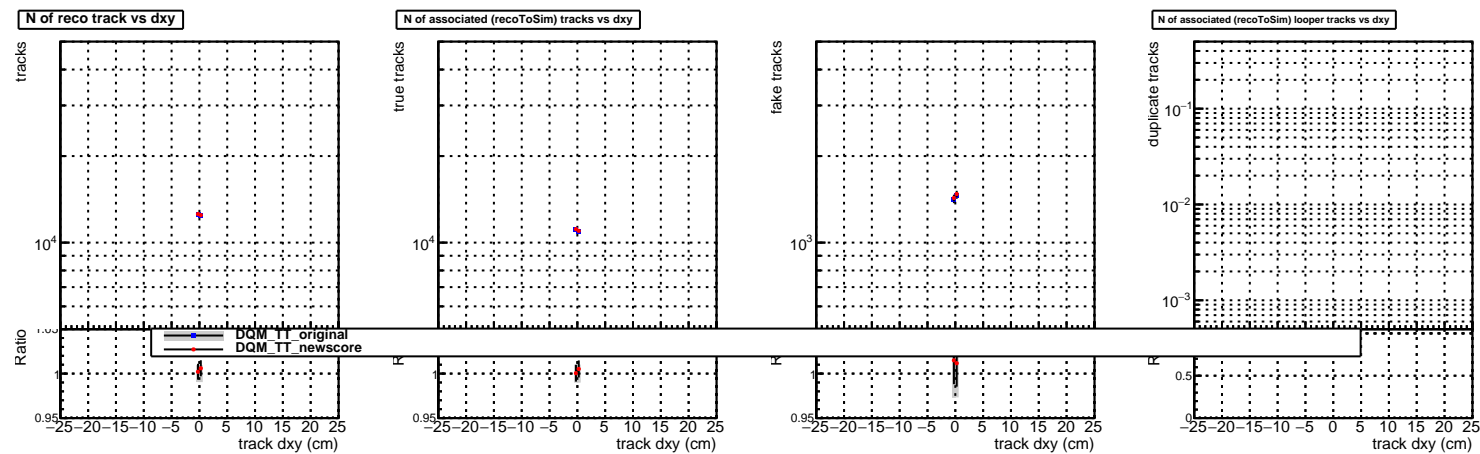 N of reco track vs dxy
tracks
10^4
Ratio
1
0.95
−25 −20 −15 −10 −5 0 5 10 15 20 25
track dxy (cm)
N of associated (recoToSim) tracks vs dxy
true tracks
10^4
1
0.95
−25 −20 −15 −10 −5 0 5 10 15 20 25
track dxy (cm)
fake tracks
10^3
1
0.95
−25 −20 −15 −10 −5 0 5 10 15 20 25
track dxy (cm)
N of associated (recoToSim) looper tracks vs dxy
duplicate tracks
10^−1
10^−2
10^−3
0.5
0
−25 −20 −15 −10 −5 0 5 10 15 20 25
track dxy (cm)
DQM_TT_original
DQM_TT_newscore